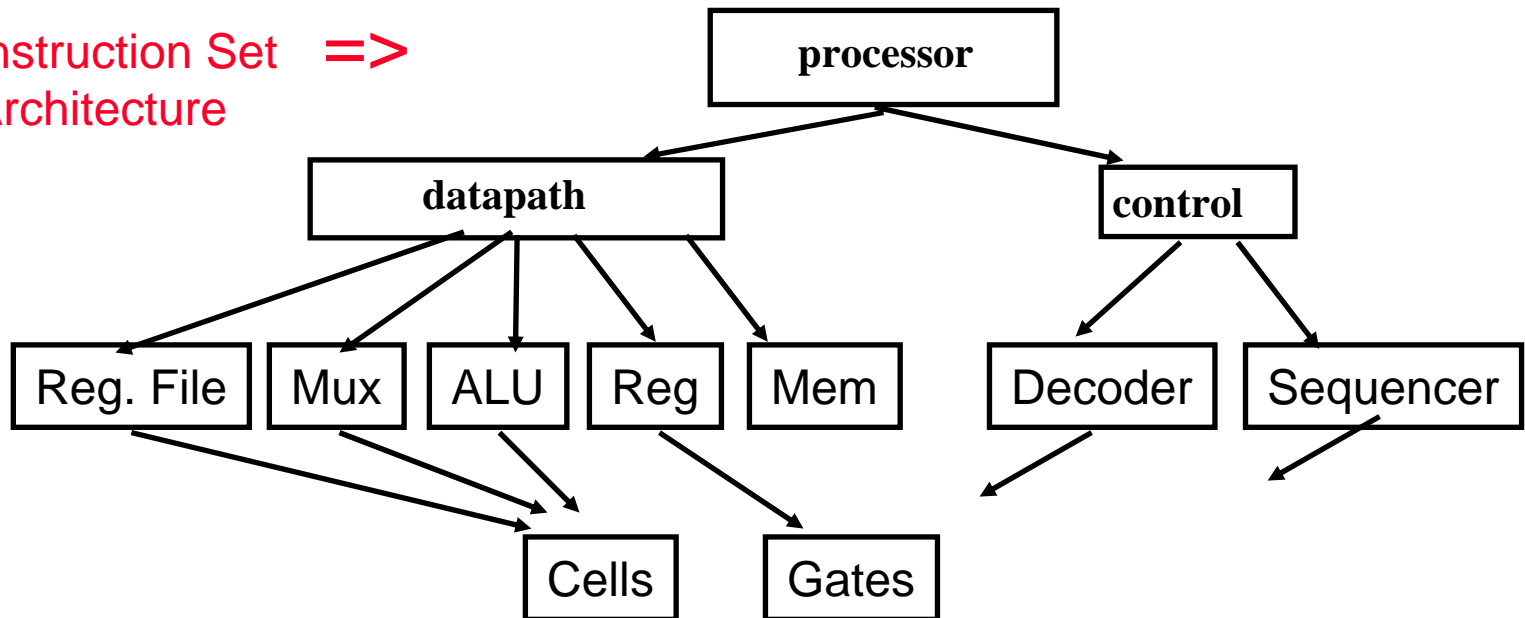 nstruction Set =>
Architecture
processor
datapath
control
Reg. File Mux ALU Reg Mem Decoder Sequencer
Cells Gates